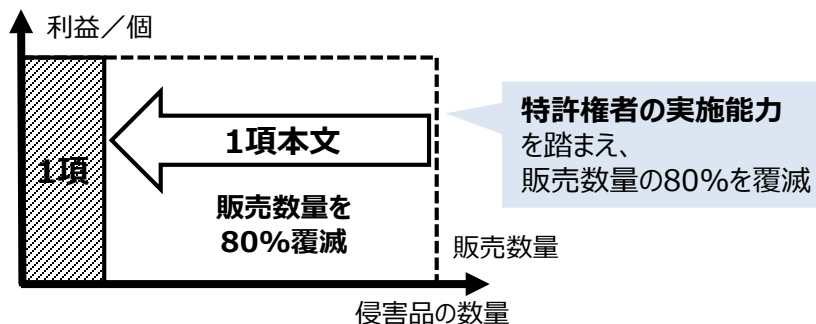 利益／個
特許権者の実施能力
を踏まえ、
販売数量の80％を覆滅
1項本文
1項
販売数量を
80％覆滅
販売数量
侵害品の数量